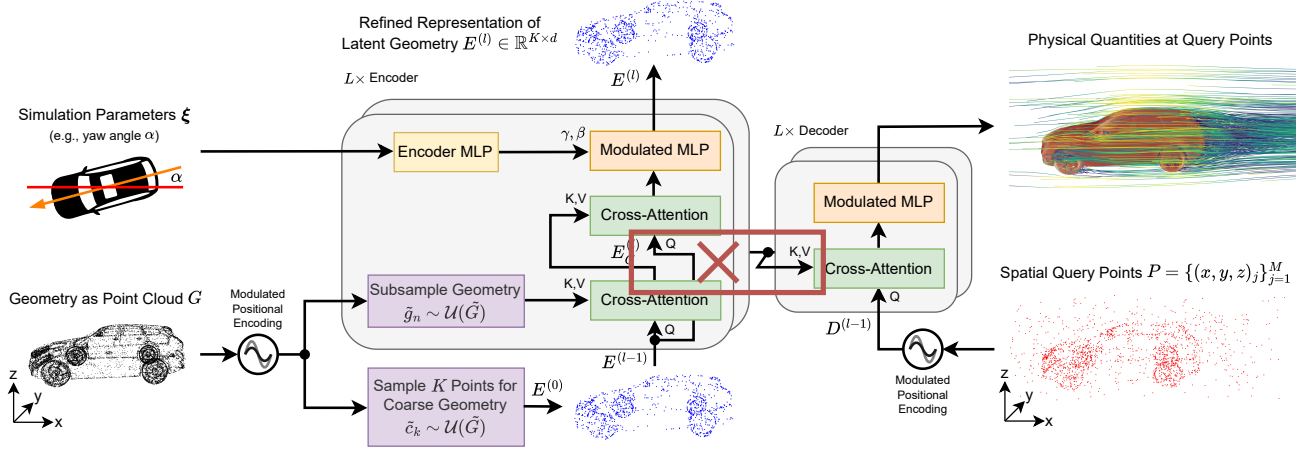 Refined Representation of
Latent Geometry E^{(l)} ∈ ℝ^{K×d}
Physical Quantities at Query Points
L× Encoder
E^{(l)}
Simulation Parameters ξ
(e.g., yaw angle α)
α
Encoder MLP
γ, β
Modulated MLP
L× Decoder
K,V
Cross-Attention
Modulated MLP
Q
K,V
Cross-Attention
Q
Geometry as Point Cloud G
Modulated
Positional
Encoding
Subsample Geometry
g̃_n ∼ 𝒰(G̃)
K,V
Cross-Attention
Q
E^{(l−1)}
D^{(l−1)}
Spatial Query Points P = {(x, y, z)_j}_{j=1}^{M}
Modulated
Positional
Encoding
Sample K Points for
Coarse Geometry
c̃_k ∼ 𝒰(G̃)
E^{(0)}
z
y
x
z
y
x